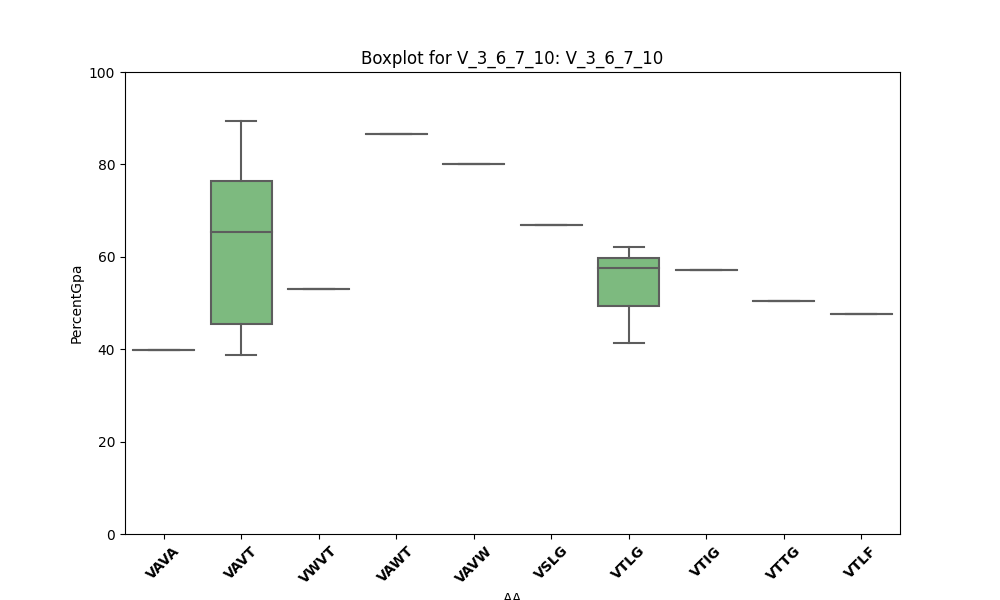 Boxplot for V_3_6_7_10: V_3_6_7_10
100
80
60
40
20
0
PercentGpa
VAVA
VAVT
VWVT
VAWT
VAVW
VSLG
VTLG
VTIG
VTTG
VTLF
AA